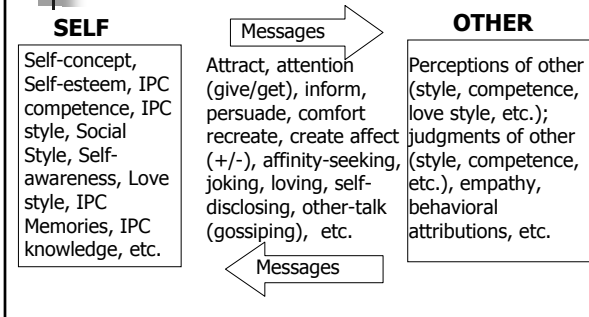 SELF
Self-concept,
Self-esteem, IPC
competence, IPC
style, Social
Style, Self-
awareness, Love
style, IPC
Memories, IPC
knowledge, etc.
Messages
Attract, attention
(give/get), inform,
persuade, comfort
recreate, create affect
(+/-), affinity-seeking,
joking, loving, self-
disclosing, other-talk
(gossiping), etc.
Messages
OTHER
Perceptions of other
(style, competence,
love style, etc.);
judgments of other
(style, competence,
etc.), empathy,
behavioral
attributions, etc.